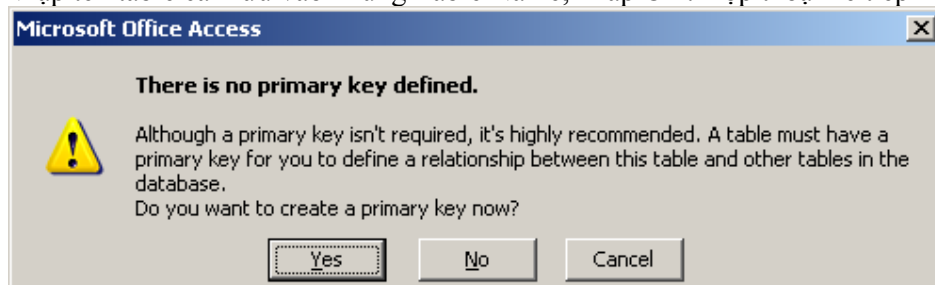 Microsoft Office Access
There is no primary key defined.
Although a primary key isn't required, it's highly recommended. A table must have a
primary key for you to define a relationship between this table and other tables in the
database.
Do you want to create a primary key now?
Yes No Cancel